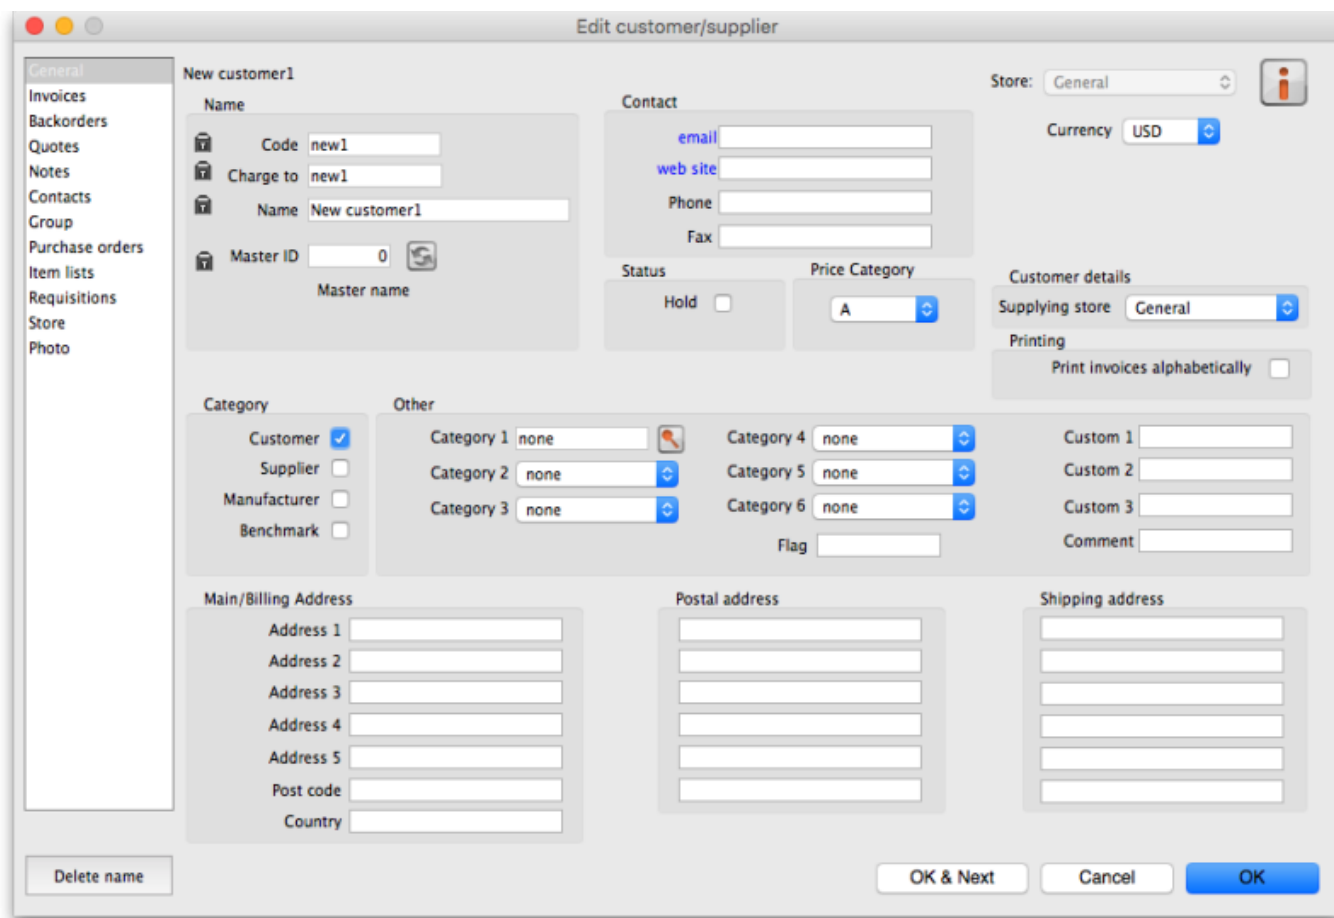 Edit customer/supplier
General
Invoices
Backorders
Quotes
Notes
Contacts
Group
Purchase orders
Item lists
Requisitions
Store
Photo
New customer1
Store: General
Currency USD
Name
Code new1
Charge to new1
Name New customer1
Master ID 0
Master name
Contact
email
web site
Phone
Fax
Status
Hold
Price Category
A
Customer details
Supplying store General
Printing
Print invoices alphabetically
Category
Customer
Supplier
Manufacturer
Benchmark
Other
Category 1 none
Category 2 none
Category 3 none
Category 4 none
Category 5 none
Category 6 none
Flag
Custom 1
Custom 2
Custom 3
Comment
Main/Billing Address
Address 1
Address 2
Address 3
Address 4
Address 5
Post code
Country
Postal address
Shipping address
Delete name
OK & Next
Cancel
OK